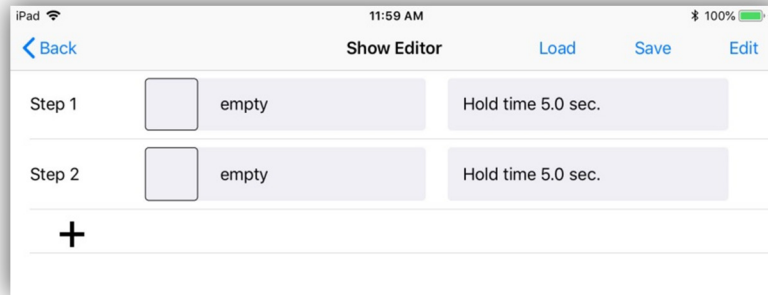 iPad 11:59 AM 100%
Back Show Editor Load Save Edit
Step 1 empty Hold time 5.0 sec.
Step 2 empty Hold time 5.0 sec.
+